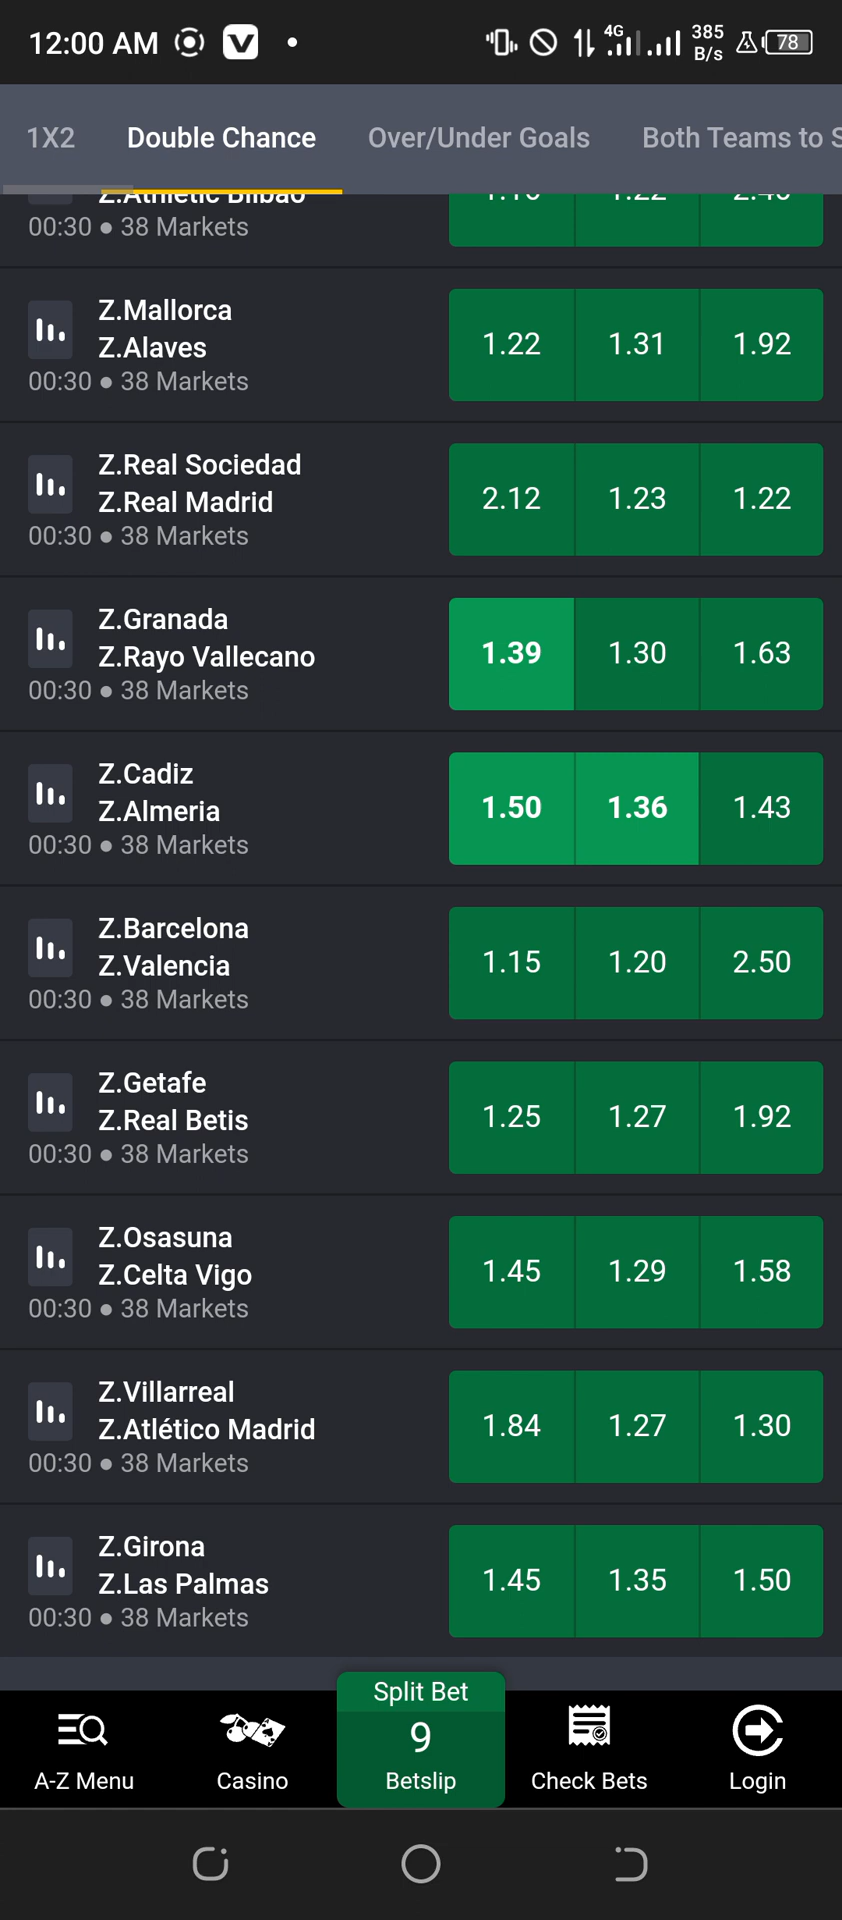 12:00 AM 4G 385 B/s 78
1X2 Double Chance Over/Under Goals Both Teams to S
Z.Athletic Bilbao
00:30 • 38 Markets
Z.Mallorca
Z.Alaves
00:30 • 38 Markets
1.22 1.31 1.92
Z.Real Sociedad
Z.Real Madrid
00:30 • 38 Markets
2.12 1.23 1.22
Z.Granada
Z.Rayo Vallecano
00:30 • 38 Markets
1.39 1.30 1.63
Z.Cadiz
Z.Almeria
00:30 • 38 Markets
1.50 1.36 1.43
Z.Barcelona
Z.Valencia
00:30 • 38 Markets
1.15 1.20 2.50
Z.Getafe
Z.Real Betis
00:30 • 38 Markets
1.25 1.27 1.92
Z.Osasuna
Z.Celta Vigo
00:30 • 38 Markets
1.45 1.29 1.58
Z.Villarreal
Z.Atlético Madrid
00:30 • 38 Markets
1.84 1.27 1.30
Z.Girona
Z.Las Palmas
00:30 • 38 Markets
1.45 1.35 1.50
Split Bet
9
A-Z Menu Casino Betslip Check Bets Login